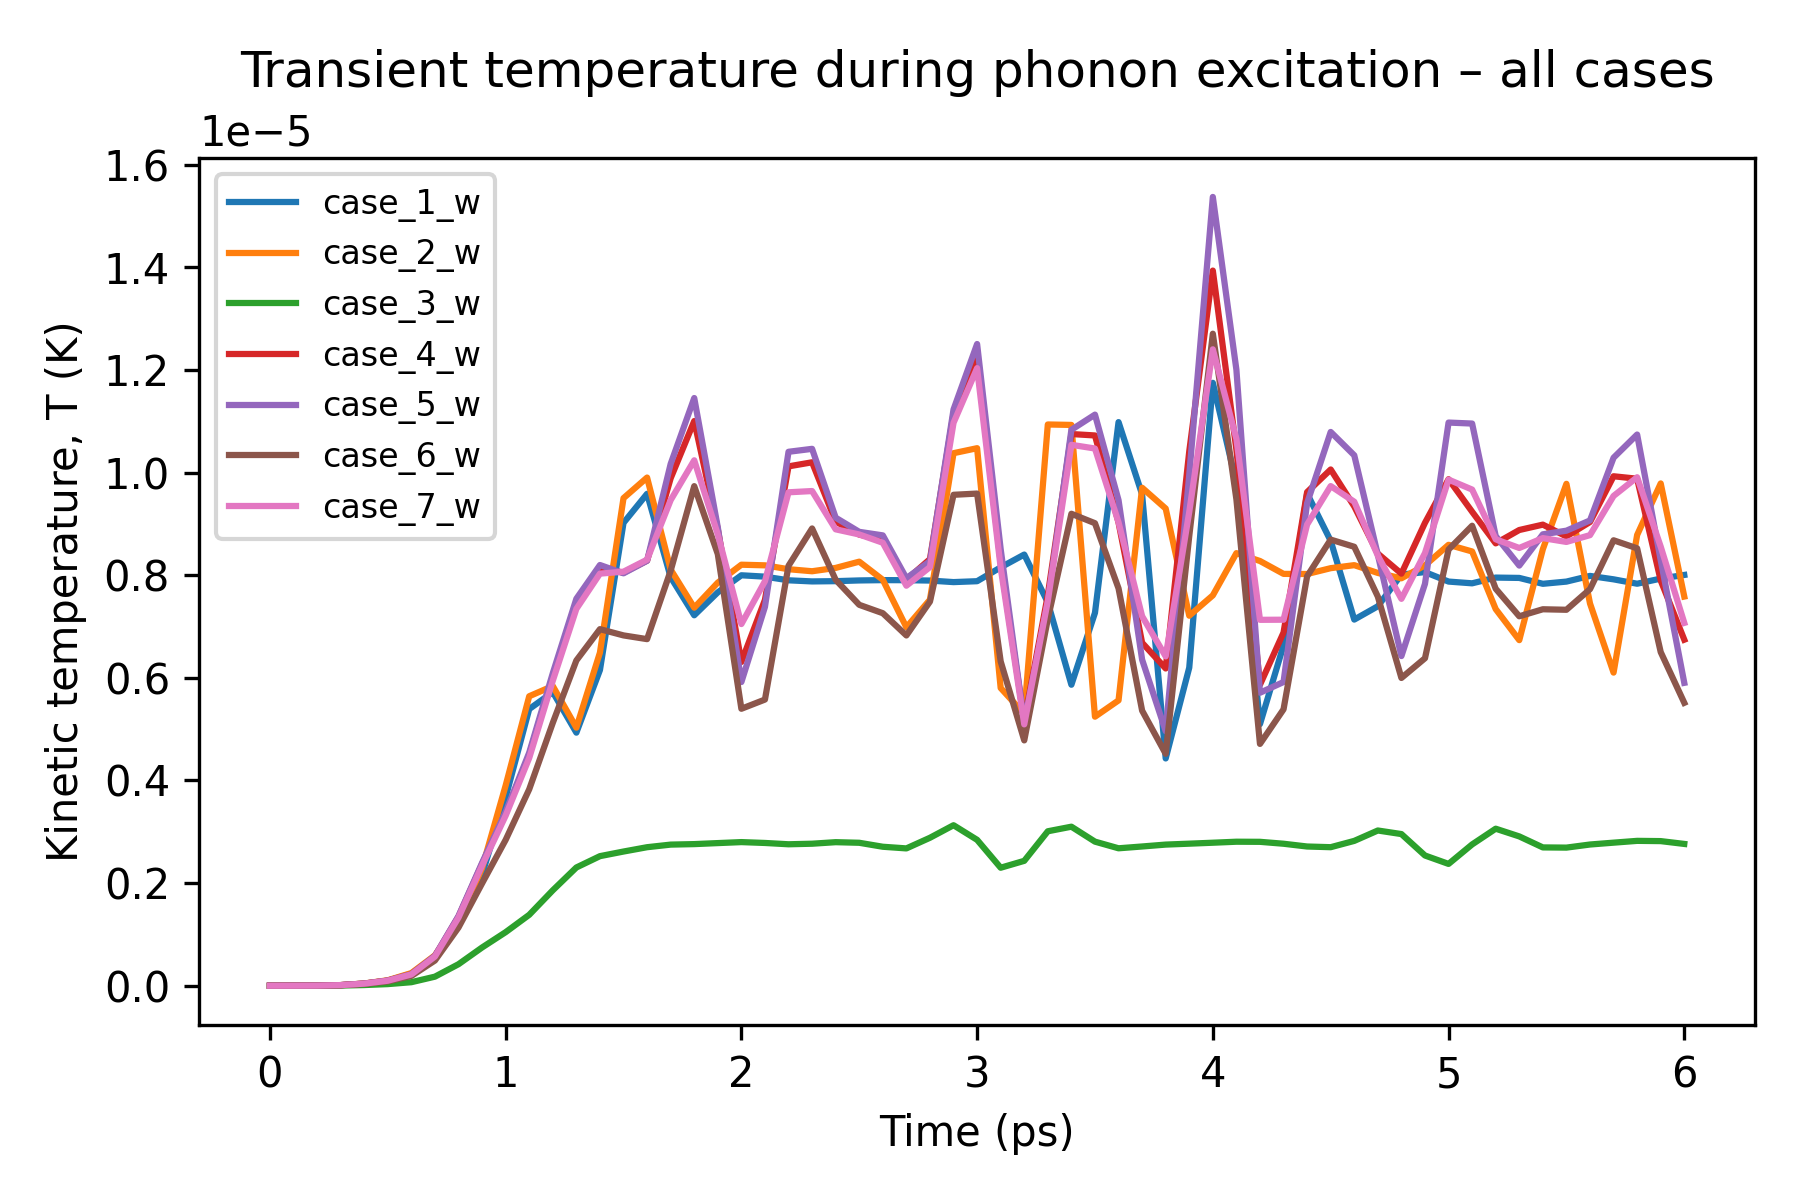 Transient temperature during phonon excitation – all cases
1e−5
1.6
1.4
1.2
1.0
0.8
0.6
0.4
0.2
0.0
Kinetic temperature, T (K)
case_1_w
case_2_w
case_3_w
case_4_w
case_5_w
case_6_w
case_7_w
0 1 2 3 4 5 6
Time (ps)